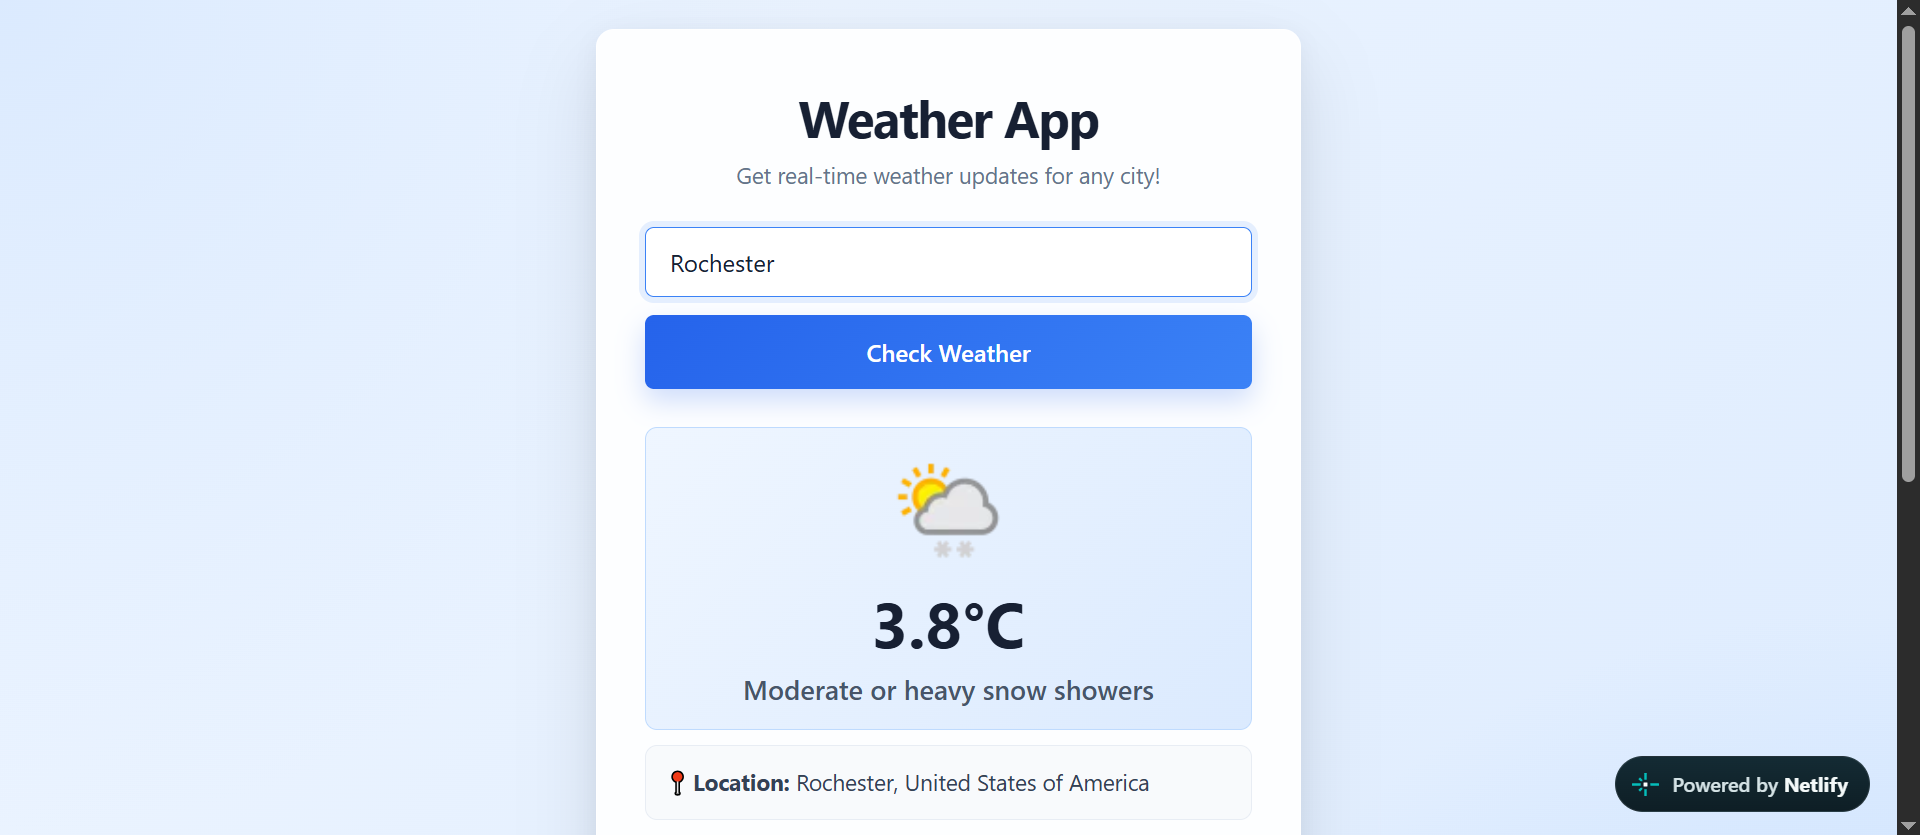 Weather App
Get real-time weather updates for any city!
Rochester
Check Weather
3.8°C
Moderate or heavy snow showers
Location: Rochester, United States of America
Powered by Netlify